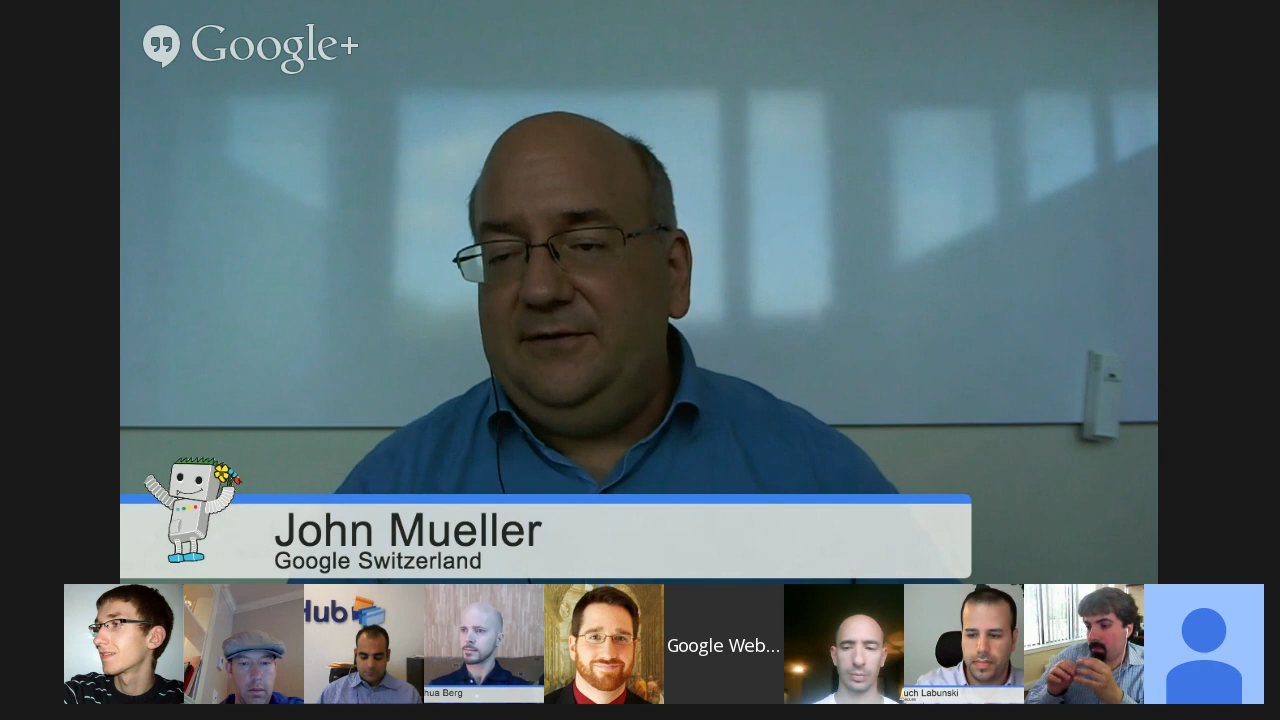 Google+
John Mueller
Google Switzerland
Hub
hua Berg
Google Web...
uch Labunski